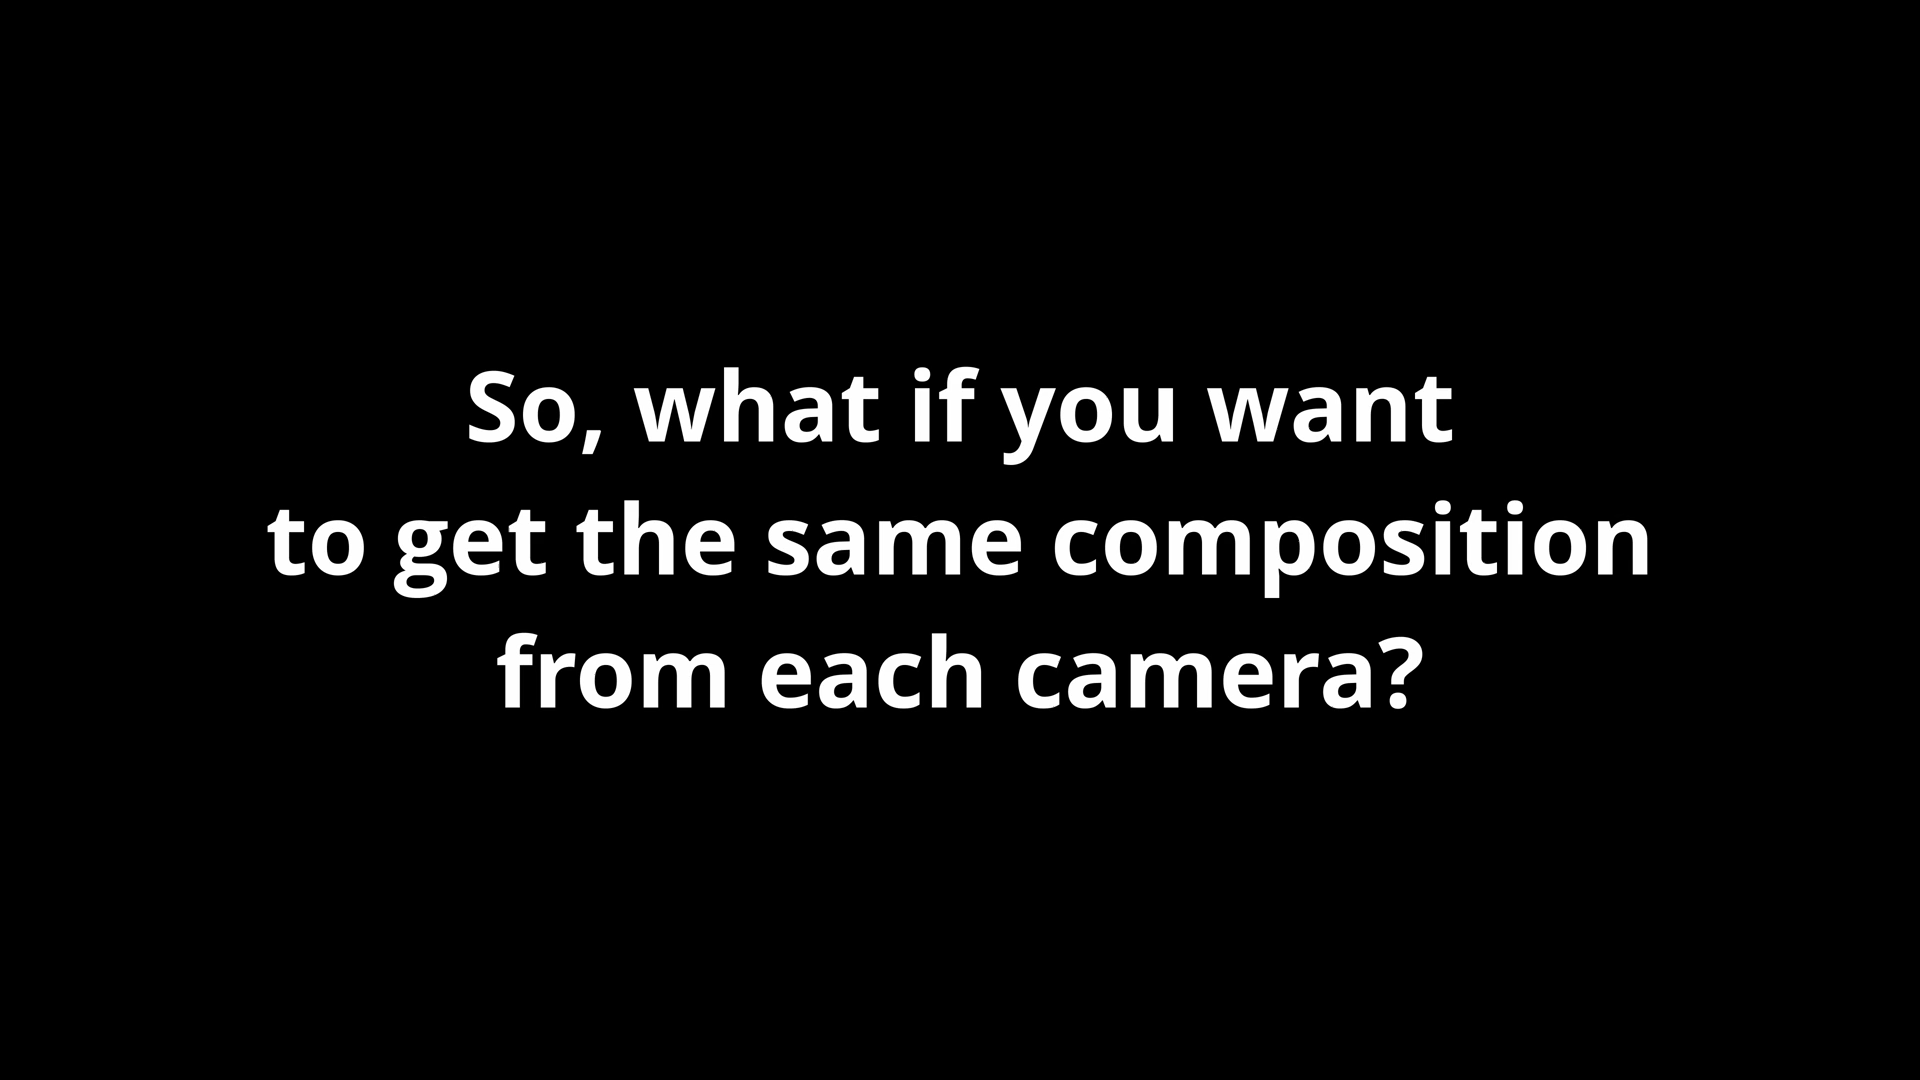 So, what if you want
to get the same composition
from each camera?